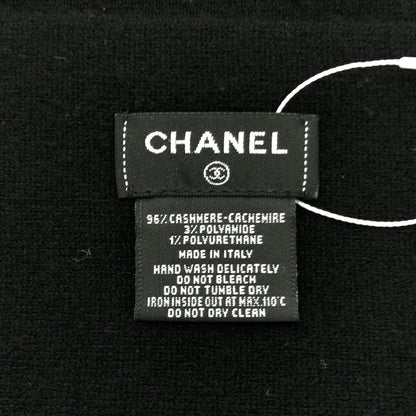 CHANEL
96% CASHMERE-CACHEMIRE
3% POLYAMIDE
1% POLYURETHANE
MADE IN ITALY
HAND WASH DELICATELY
DO NOT BLEACH
DO NOT TUMBLE DRY
IRON INSIDE OUT AT MAX.110°C
DO NOT DRY CLEAN